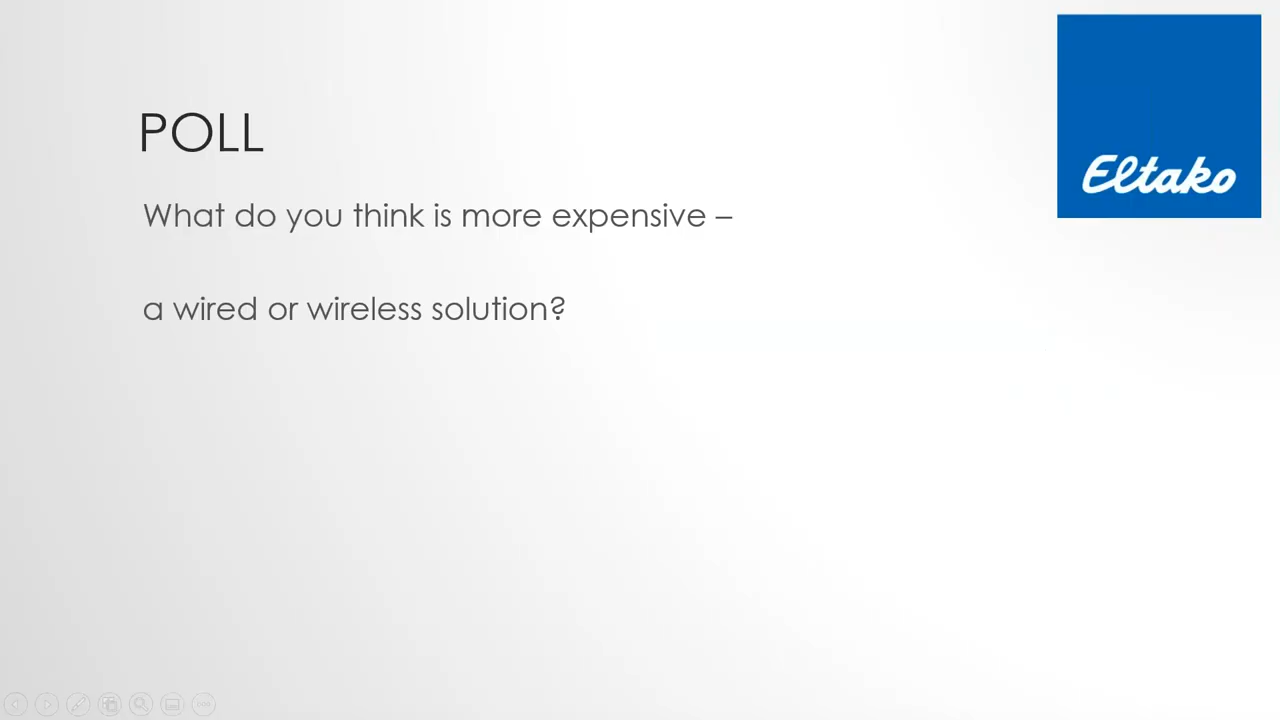 Eltako
POLL
What do you think is more expensive –
a wired or wireless solution?